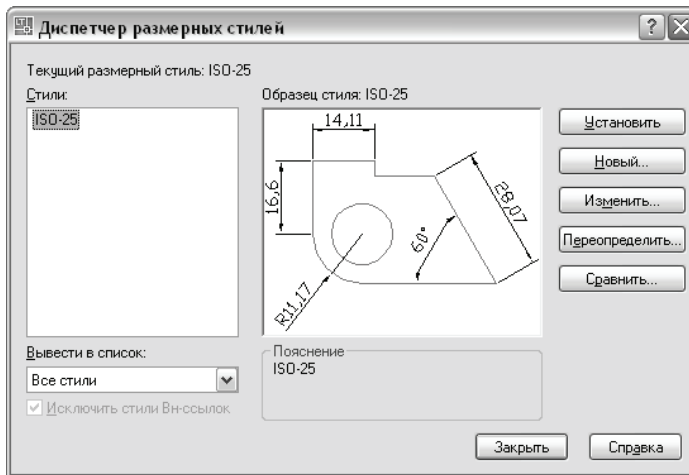 Диспетчер размерных стилей
Текущий размерный стиль: ISO-25
Стили:
ISO-25
Образец стиля: ISO-25
14,11
16,6
28,07
60°
R11,17
Установить
Новый...
Изменить...
Переопределить...
Сравнить...
Вывести в список:
Все стили
Исключить стили Вн-ссылок
Пояснение
ISO-25
Закрыть
Справка